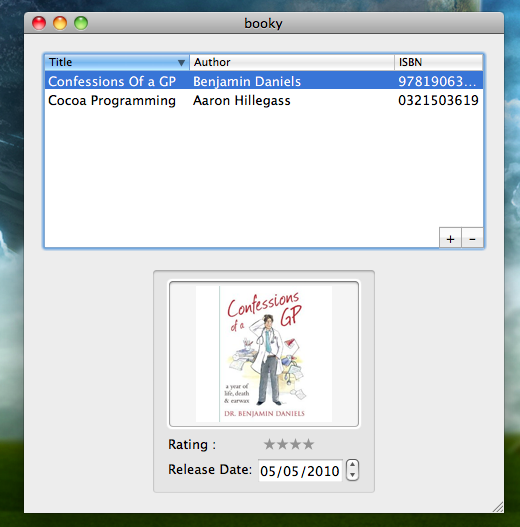 booky
Title Author ISBN
Confessions Of a GP Benjamin Daniels 97819063...
Cocoa Programming Aaron Hillegass 0321503619
+ -
Confessions
of a GP
a year of
life, death
& earwax
DR. BENJAMIN DANIELS
Rating : ★★★★
Release Date: 05/05/2010